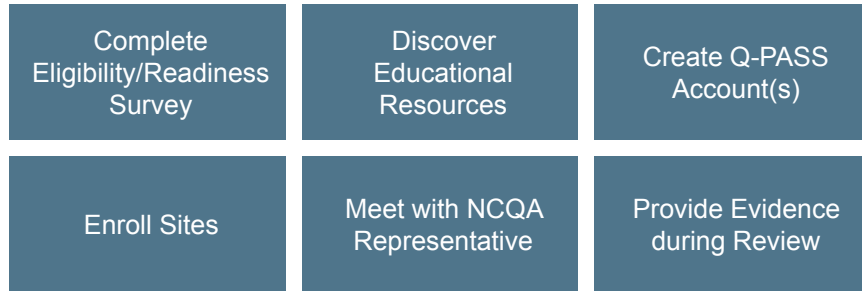 Complete
Eligibility/Readiness
Survey
Discover
Educational
Resources
Create Q-PASS
Account(s)
Enroll Sites
Meet with NCQA
Representative
Provide Evidence
during Review